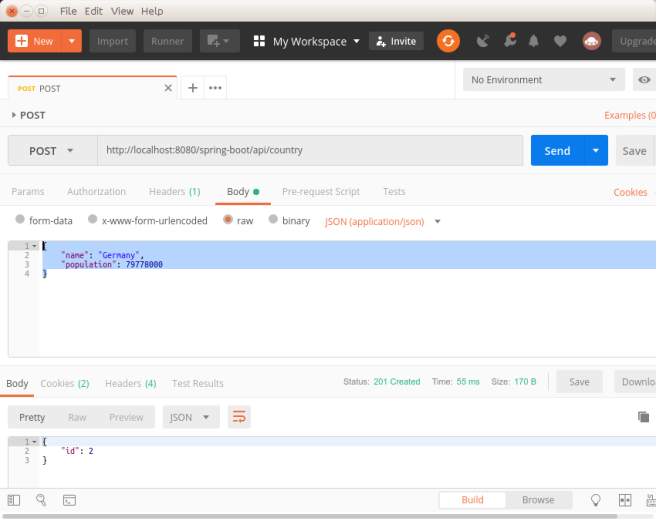 File Edit View Help
New Import Runner My Workspace Invite Upgrade
POST POST No Environment
POST Examples (0
POST http://localhost:8080/spring-boot/api/country Send Save
Params Authorization Headers (1) Body Pre-request Script Tests Cookies
form-data x-www-form-urlencoded raw binary JSON (application/json)
1 {
2 "name": "Germany",
3 "population": 79778000
4 }
Body Cookies (2) Headers (4) Test Results Status: 201 Created Time: 55 ms Size: 170 B Save Downlo
Pretty Raw Preview JSON
1 {
2 "id": 2
3 }
Build Browse